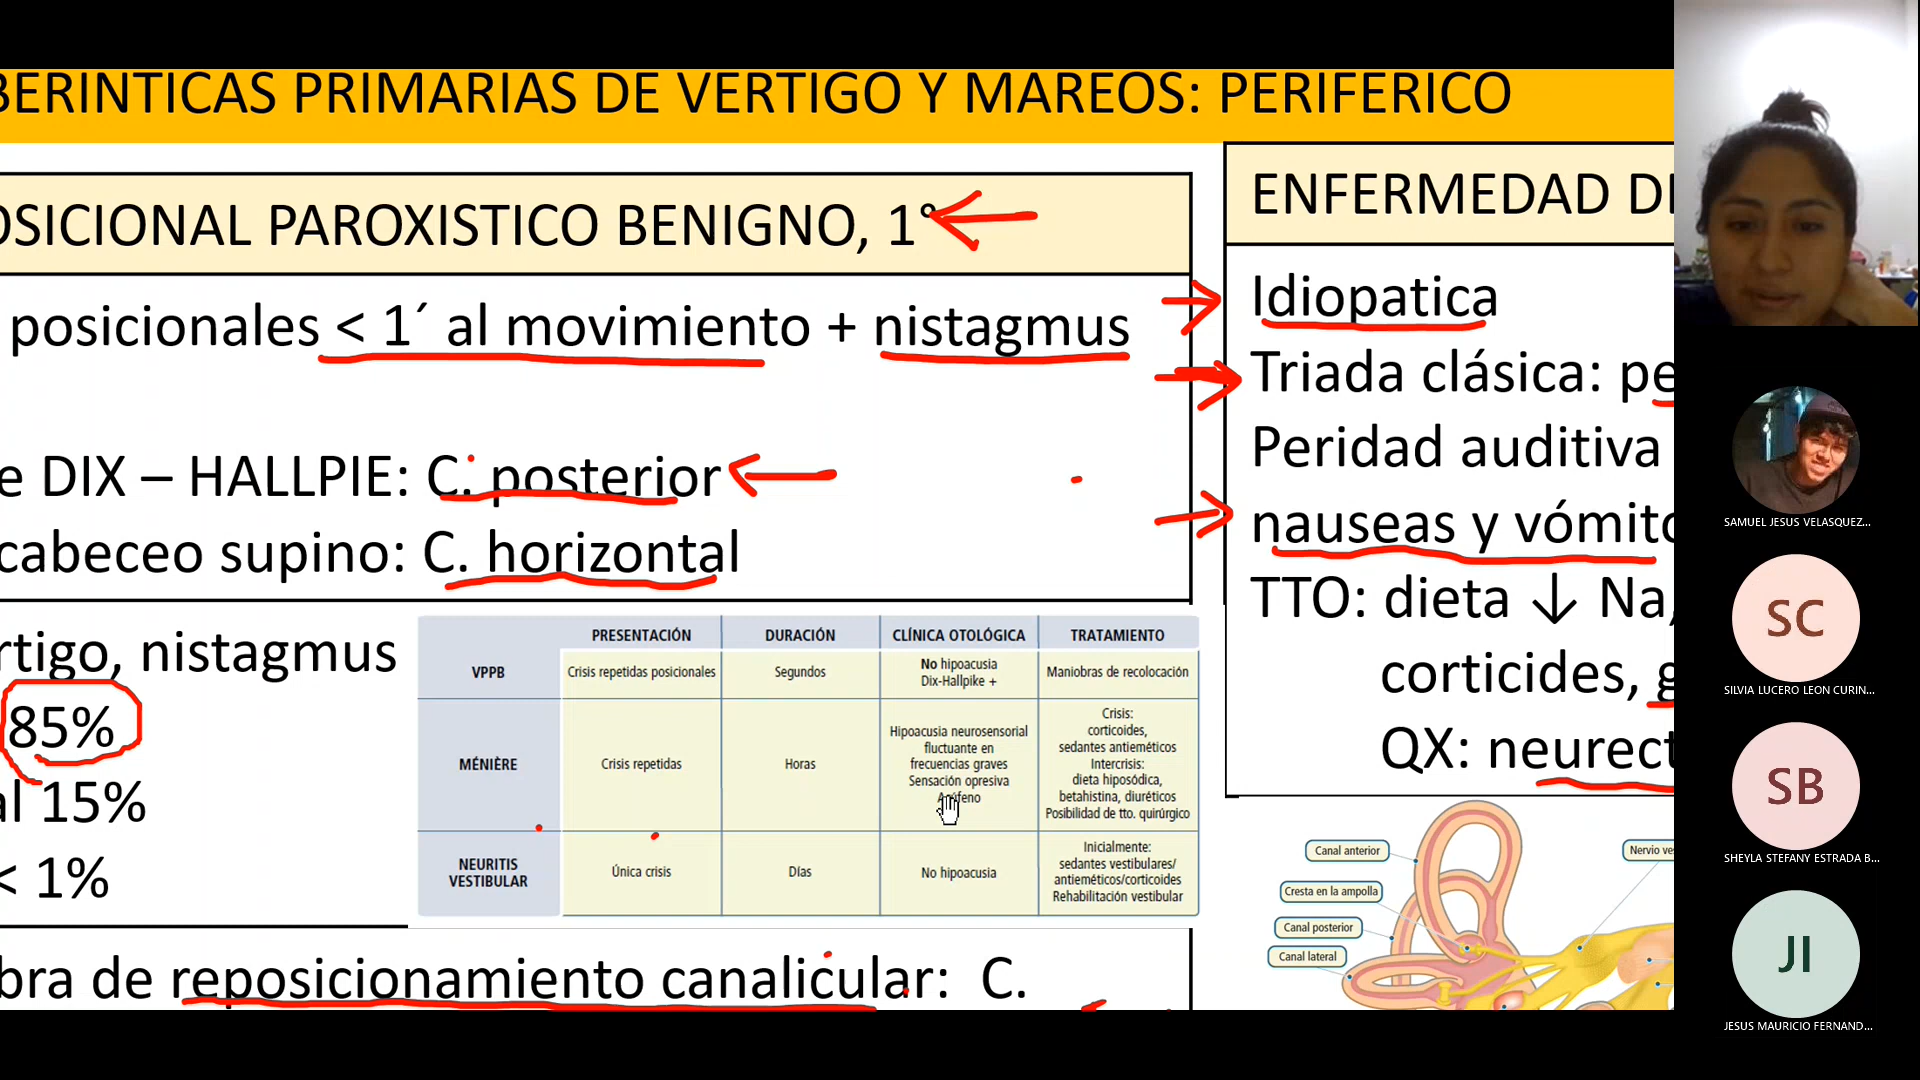 BERINTICAS PRIMARIAS DE VERTIGO Y MAREOS: PERIFERICO
OSICIONAL PAROXISTICO BENIGNO, 1°
posicionales < 1´ al movimiento + nistagmus
e DIX – HALLPIE: C. posterior
cabeceo supino: C. horizontal
rtigo, nistagmus
85%
al 15%
< 1%
PRESENTACIÓN DURACIÓN CLÍNICA OTOLÓGICA TRATAMIENTO
VPPB
Crisis repetidas posicionales
Segundos
No hipoacusia
Dix-Hallpike +
Maniobras de recolocación
MÉNIÈRE
Crisis repetidas
Horas
Hipoacusia neurosensorial
fluctuante en
frecuencias graves
Sensación opresiva
Crisis:
corticoides,
sedantes antieméticos
Intercrisis:
dieta hiposódica,
betahistina, diuréticos
Posibilidad de tto. quirúrgico
NEURITIS
VESTIBULAR
Única crisis
Días
No hipoacusia
Inicialmente:
sedantes vestibulares/
antieméticos/corticoides
Rehabilitación vestibular
bra de reposicionamiento canalicular: C.
ENFERMEDAD DE
Idiopatica
Triada clásica: pe
Peridad auditiva
nauseas y vómito
TTO: dieta ↓ Na,
corticides, g
QX: neurect
Canal anterior
Cresta en la ampolla
Canal posterior
Canal lateral
Nervio ve
SAMUEL JESUS VELASQUEZ...
SC
SILVIA LUCERO LEON CURIN...
SB
SHEYLA STEFANY ESTRADA B...
JI
JESUS MAURICIO FERNAND...